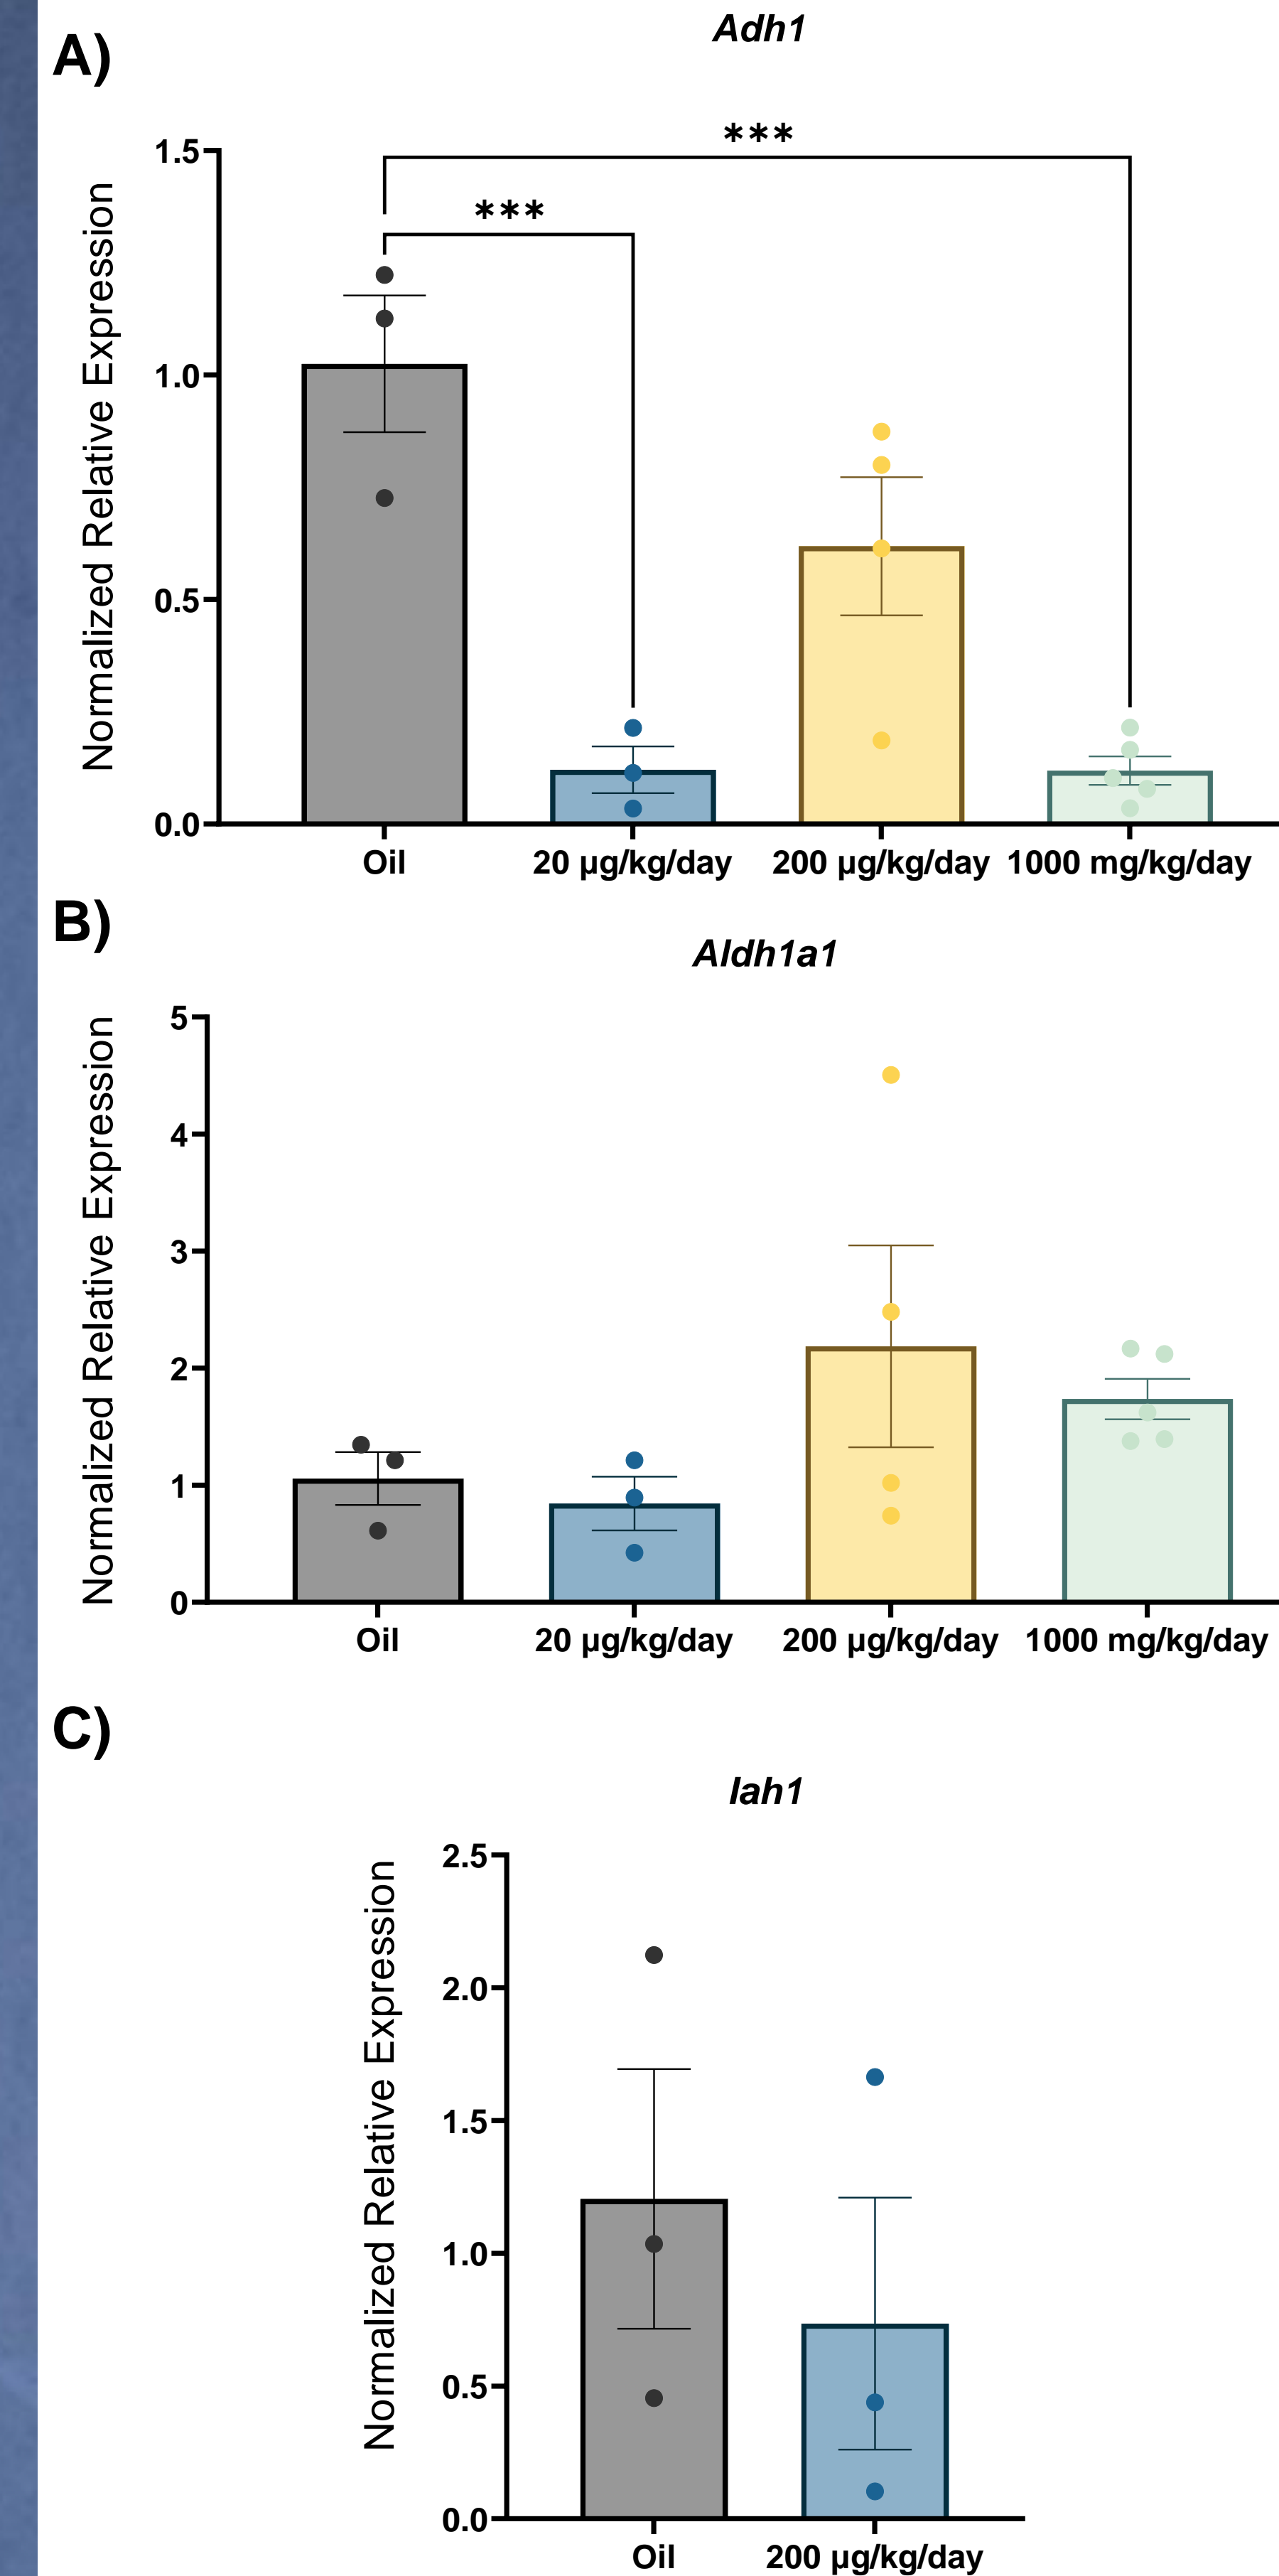 A)
Adh1
***
***
Normalized Relative Expression
1.5
1.0
0.5
0.0
Oil
20 µg/kg/day
200 µg/kg/day
1000 mg/kg/day
B)
Aldh1a1
Normalized Relative Expression
5
4
3
2
1
0
Oil
20 µg/kg/day
200 µg/kg/day
1000 mg/kg/day
C)
Iah1
Normalized Relative Expression
2.5
2.0
1.5
1.0
0.5
0.0
Oil
200 µg/kg/day